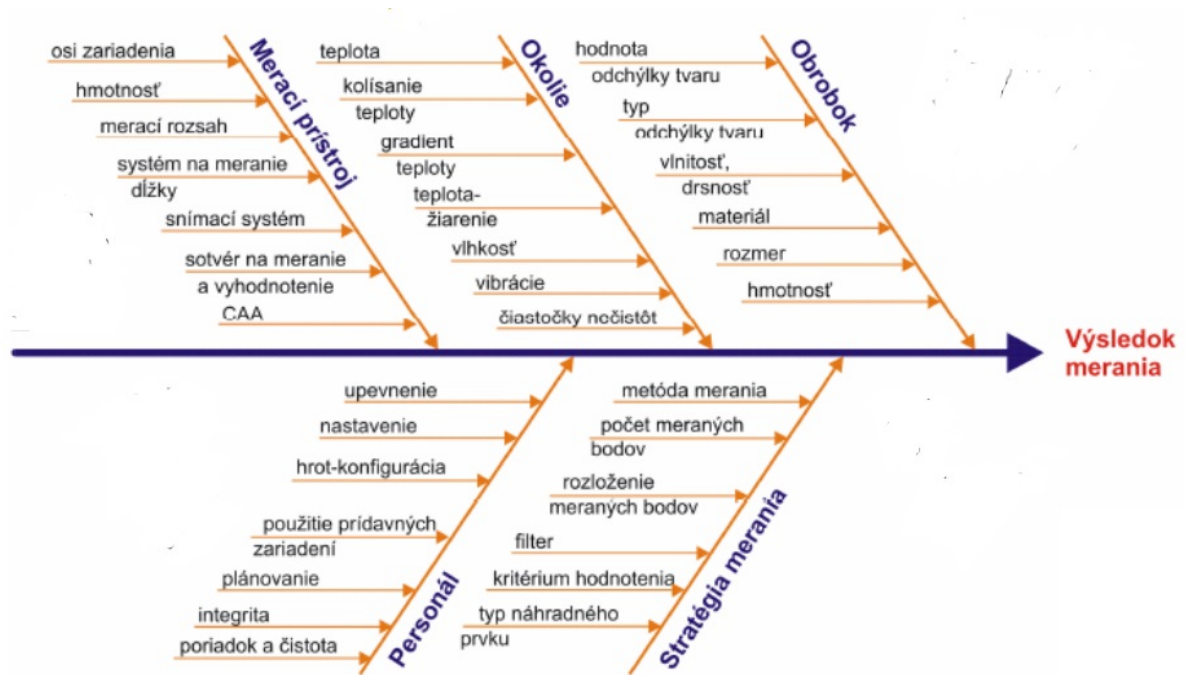 Merací prístroj
osi zariadenia
hmotnosť
merací rozsah
systém na meranie
dĺžky
snímací systém
sotvér na meranie
a vyhodnotenie
CAA
Okolie
teplota
kolísanie
teploty
gradient
teploty
teplota-
žiarenie
vlhkosť
vibrácie
čiastočky nečistôt
Obrobok
hodnota
odchýlky tvaru
typ
odchýlky tvaru
vlnitosť,
drsnosť
materiál
rozmer
hmotnosť
Výsledok
merania
upevnenie
nastavenie
hrot-konfigurácia
použitie prídavných
zariadení
plánovanie
integrita
poriadok a čistota
Personál
metóda merania
počet meraných
bodov
rozloženie
meraných bodov
filter
kritérium hodnotenia
typ náhradného
prvku
Stratégia merania